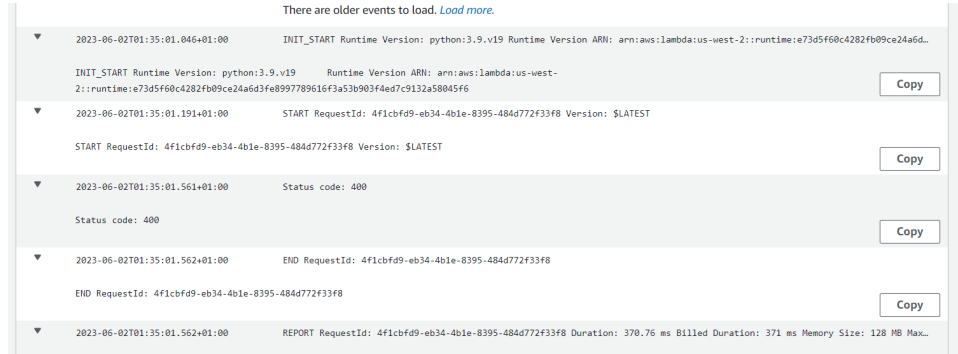 There are older events to load. Load more.
2023-06-02T01:35:01.046+01:00 INIT_START Runtime Version: python:3.9.v19 Runtime Version ARN: arn:aws:lambda:us-west-2::runtime:e73d5f60c4282fb09ce24a6d…
INIT_START Runtime Version: python:3.9.v19 Runtime Version ARN: arn:aws:lambda:us-west-
2::runtime:e73d5f60c4282fb09ce24a6d3fe8997789616f3a53b903f4ed7c9132a58045f6
Copy
2023-06-02T01:35:01.191+01:00 START RequestId: 4f1cbfd9-eb34-4b1e-8395-484d772f33f8 Version: $LATEST
START RequestId: 4f1cbfd9-eb34-4b1e-8395-484d772f33f8 Version: $LATEST
Copy
2023-06-02T01:35:01.561+01:00 Status code: 400
Status code: 400
Copy
2023-06-02T01:35:01.562+01:00 END RequestId: 4f1cbfd9-eb34-4b1e-8395-484d772f33f8
END RequestId: 4f1cbfd9-eb34-4b1e-8395-484d772f33f8
Copy
2023-06-02T01:35:01.562+01:00 REPORT RequestId: 4f1cbfd9-eb34-4b1e-8395-484d772f33f8 Duration: 370.76 ms Billed Duration: 371 ms Memory Size: 128 MB Max…